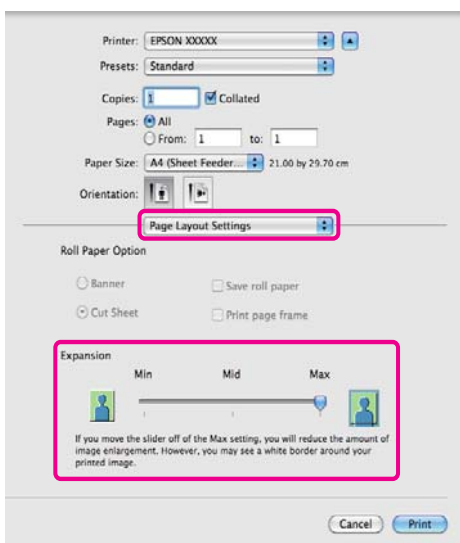 Printer: EPSON XXXXX
Presets: Standard
Copies: 1 Collated
Pages: All
From: 1 to: 1
Paper Size: A4 (Sheet Feeder... 21.00 by 29.70 cm
Orientation:
Page Layout Settings
Roll Paper Option
Banner Save roll paper
Cut Sheet Print page frame
Expansion
Min Mid Max
If you move the slider off of the Max setting, you will reduce the amount of
image enlargement. However, you may see a white border around your
printed image.
Cancel Print